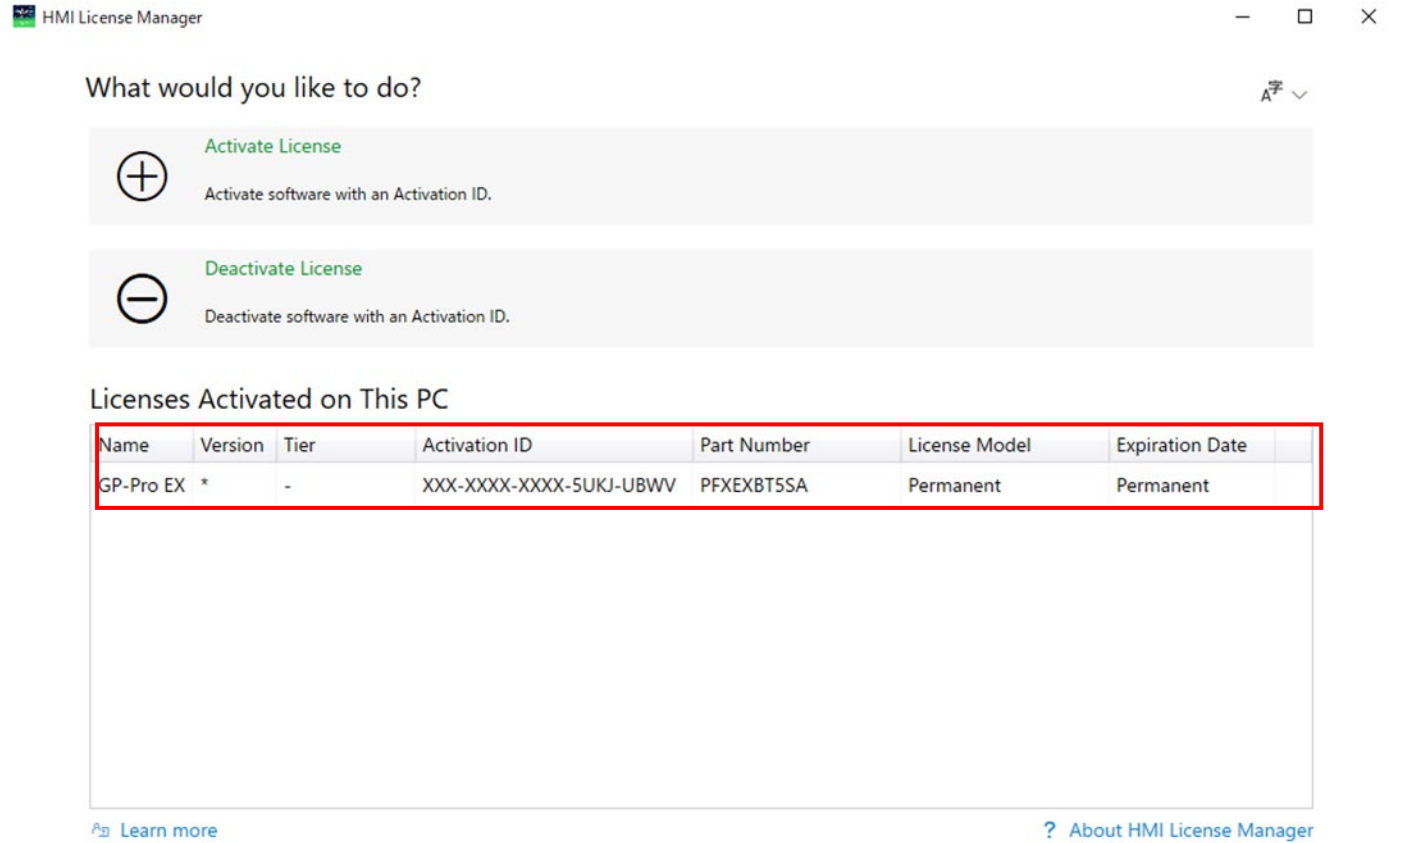 HMI License Manager
What would you like to do?
A字
Activate License
Activate software with an Activation ID.
Deactivate License
Deactivate software with an Activation ID.
Licenses Activated on This PC
Name Version Tier Activation ID Part Number License Model Expiration Date
GP-Pro EX * - XXX-XXXX-XXXX-5UKJ-UBWV PFXEXBT5SA Permanent Permanent
Learn more
? About HMI License Manager